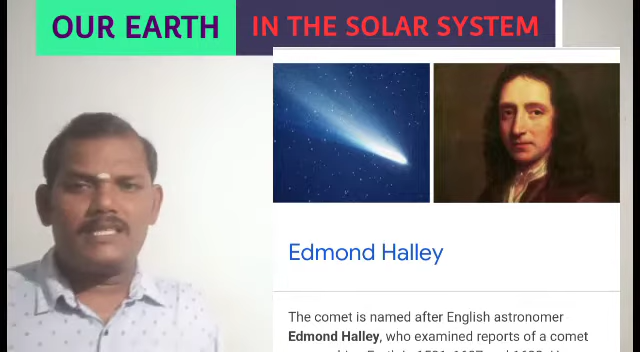 OUR EARTH IN THE SOLAR SYSTEM
Edmond Halley
The comet is named after English astronomer
Edmond Halley, who examined reports of a comet